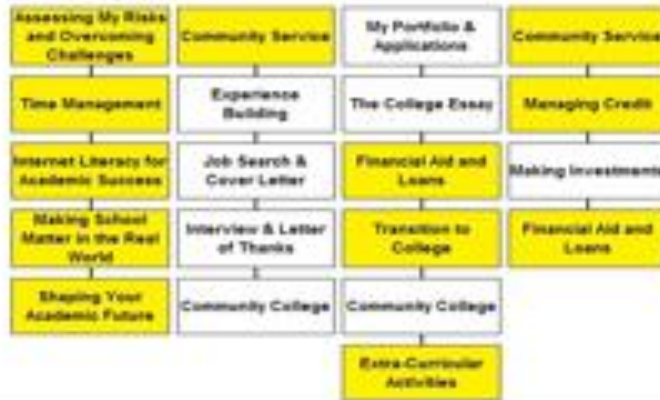 Assessing My Risks
and Overcoming
Challenges
Time Management
Internet Literacy for
Academic Success
Making School
Matter in the Real
World
Shaping Your
Academic Future
Community Service
Experience
Building
Job Search &
Cover Letter
Interview & Letter
of Thanks
Community College
My Portfolio &
Applications
The College Essay
Financial Aid and
Loans
Transition to
College
Community College
Extra-Curricular
Activities
Community Service
Managing Credit
Making Investments
Financial Aid and
Loans